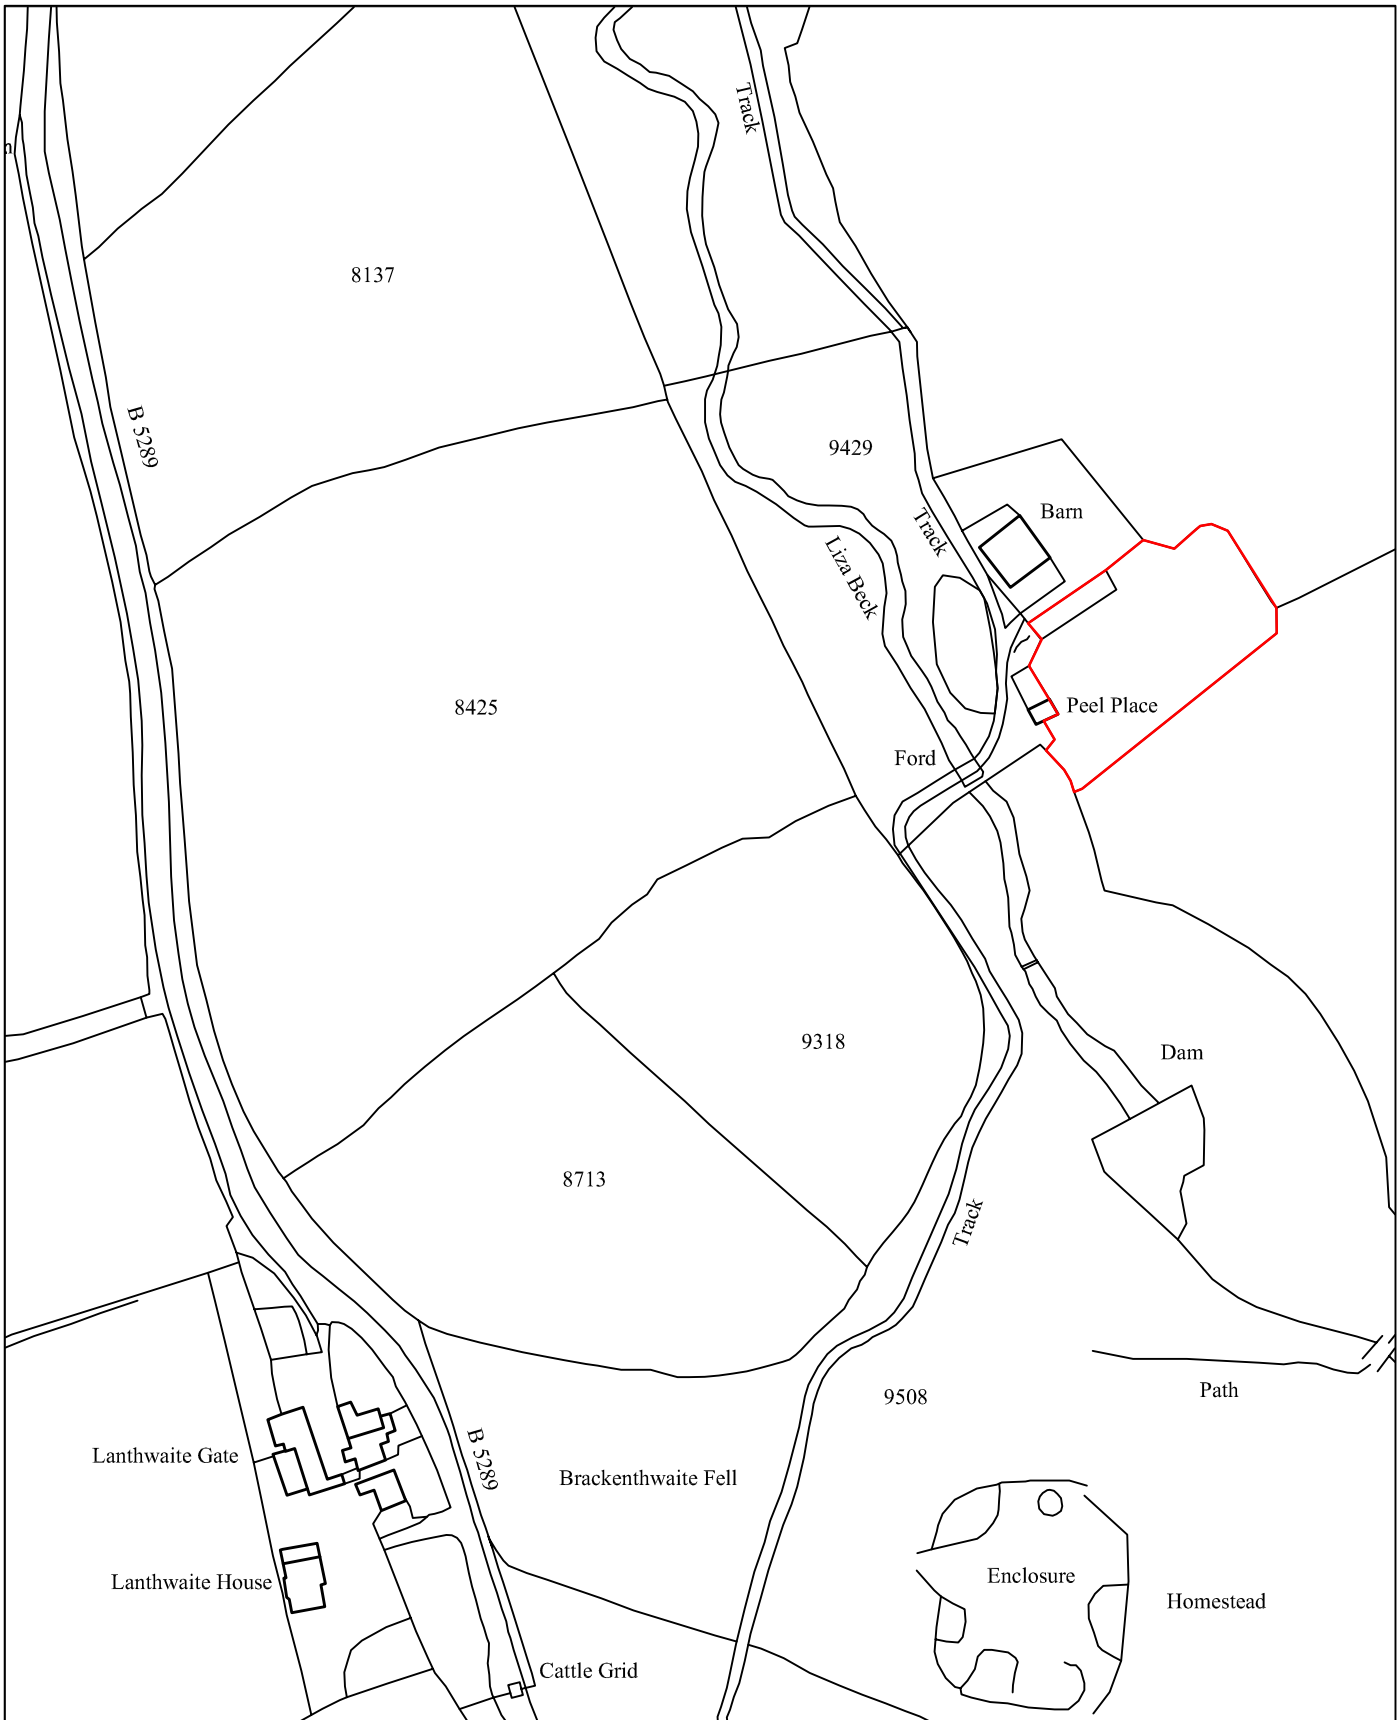 Track
n
8137
B 5289
9429
Barn
Track
Liza Beck
8425
Peel Place
Ford
9318
Dam
8713
Track
Path
9508
Lanthwaite Gate
B 5289
Brackenthwaite Fell
Enclosure
Lanthwaite House
Homestead
Cattle Grid